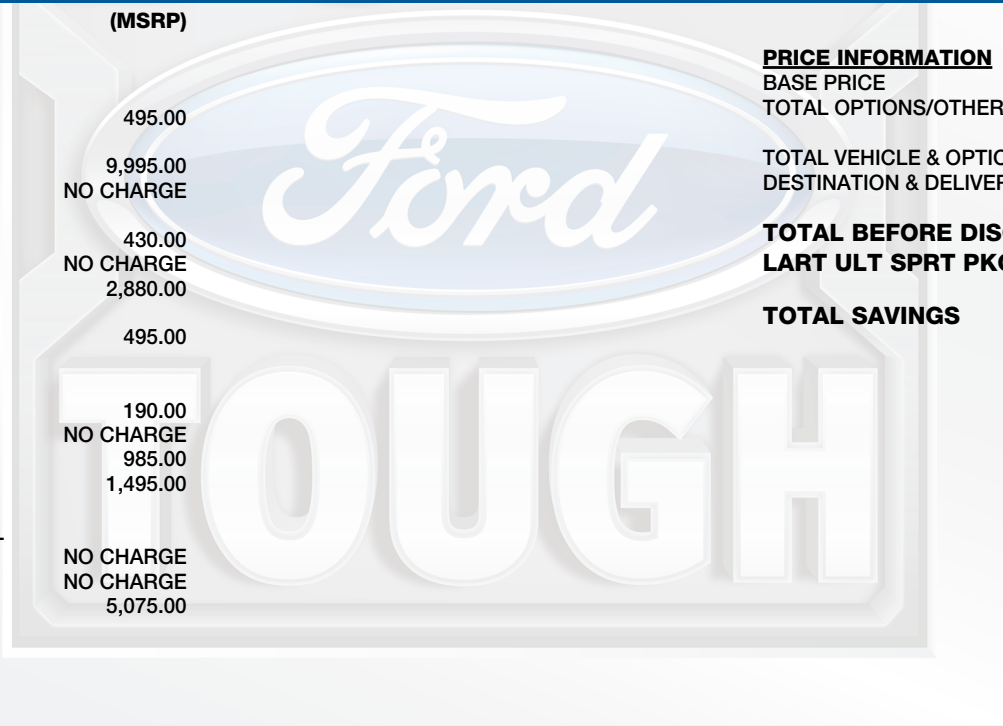 (MSRP)
495.00
9,995.00
NO CHARGE
430.00
NO CHARGE
2,880.00
495.00
190.00
NO CHARGE
985.00
1,495.00
NO CHARGE
NO CHARGE
5,075.00
Ford
TOUGH
PRICE INFORMATION
BASE PRICE
TOTAL OPTIONS/OTHER
TOTAL VEHICLE & OPTIO
DESTINATION & DELIVER
TOTAL BEFORE DIS
LART ULT SPRT PK
TOTAL SAVINGS